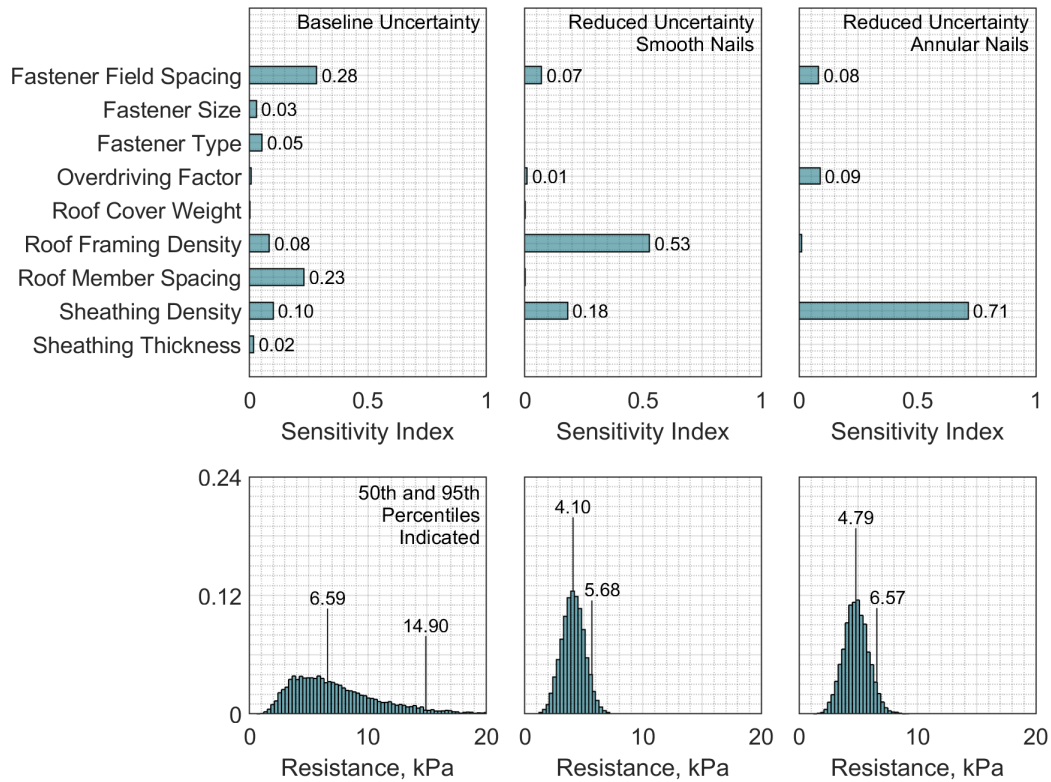 Baseline Uncertainty
Reduced Uncertainty
Smooth Nails
Reduced Uncertainty
Annular Nails
Fastener Field Spacing 0.28 0.07 0.08
Fastener Size 0.03
Fastener Type 0.05
Overdriving Factor 0.01 0.09
Roof Cover Weight
Roof Framing Density 0.08 0.53
Roof Member Spacing 0.23
Sheathing Density 0.10 0.18 0.71
Sheathing Thickness 0.02
0 0.5 1 0 0.5 1 0 0.5 1
Sensitivity Index Sensitivity Index Sensitivity Index
0.24
50th and 95th
Percentiles
Indicated
4.10
4.79
0.12
6.59
14.90
5.68
6.57
0
0 10 20 0 10 20 0 10 20
Resistance, kPa Resistance, kPa Resistance, kPa